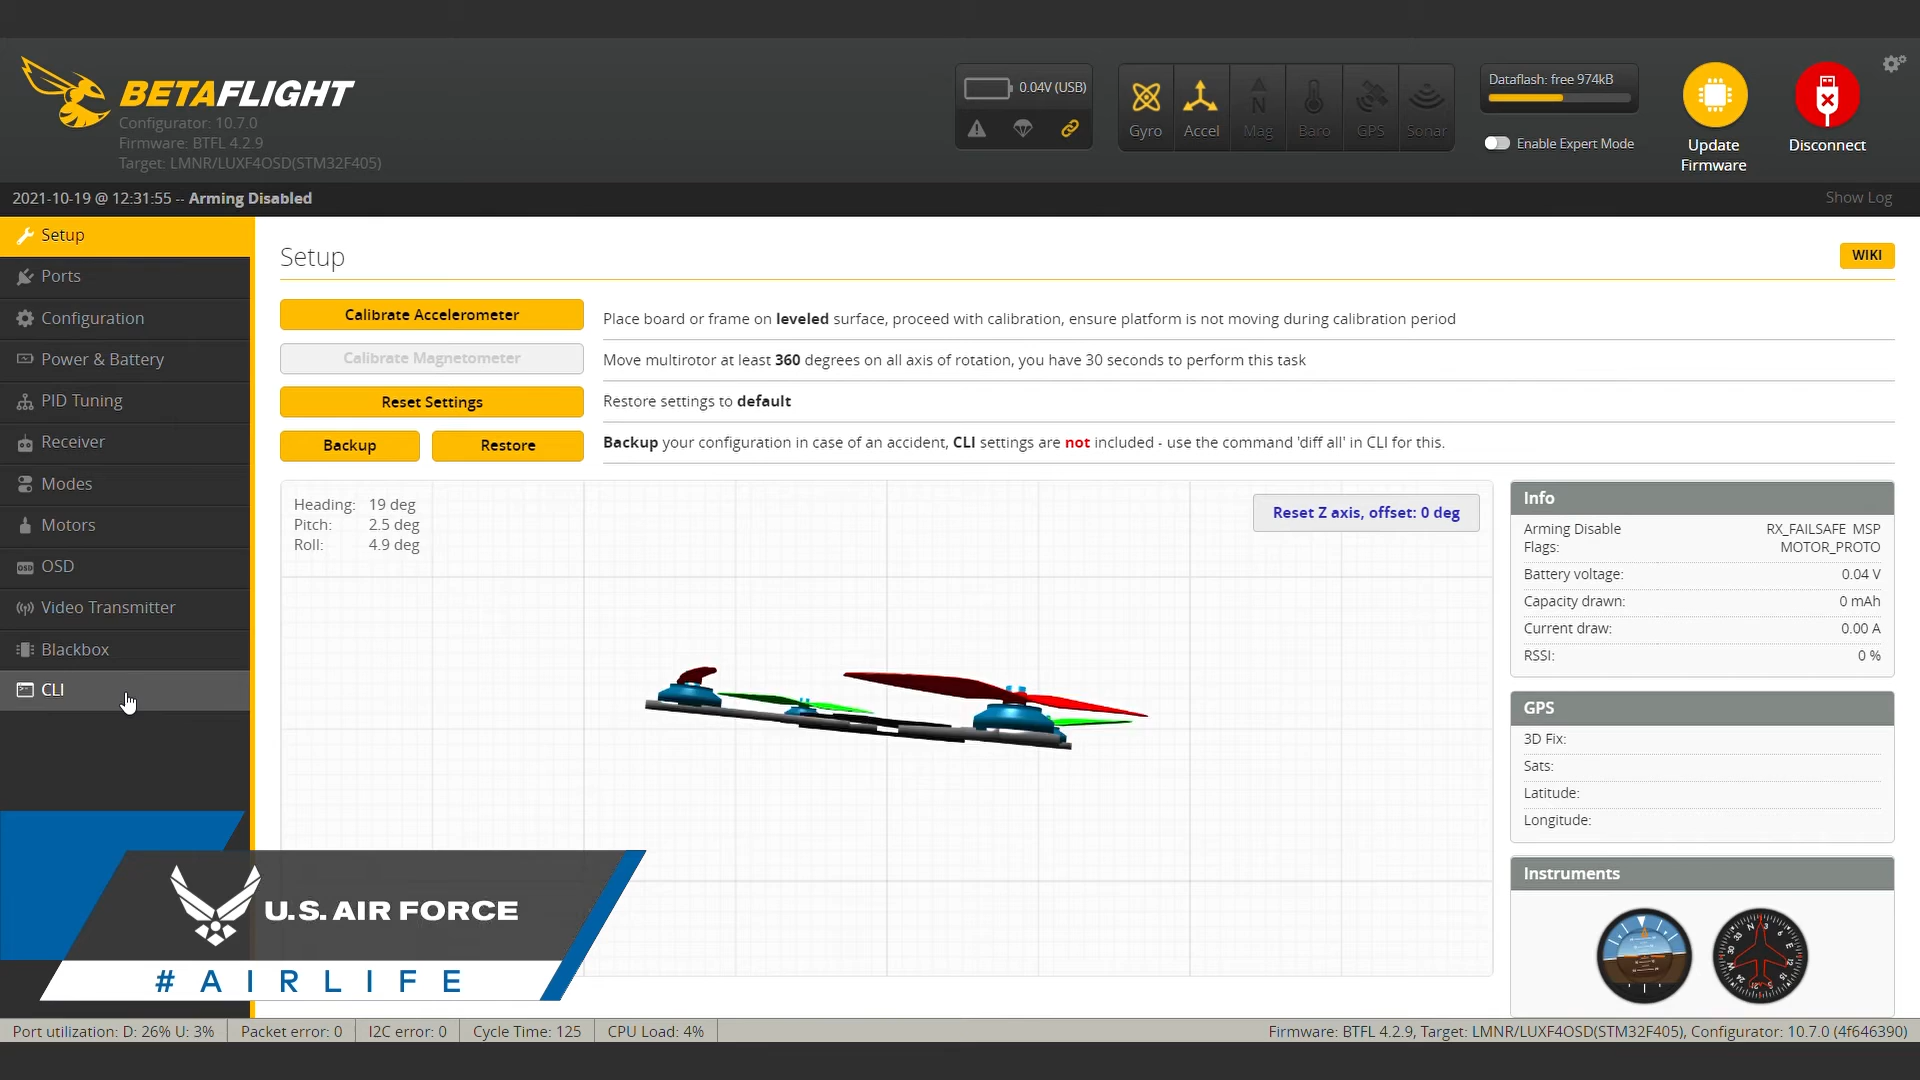 BETAFLIGHT
Configurator: 10.7.0
Firmware: BTFL 4.2.9
Target: LMNR/LUXF4OSD(STM32F405)
0.04V (USB)
Gyro
Accel
Mag
Baro
GPS
Sonar
Dataflash: free 974kB
Enable Expert Mode
Update
Firmware
Disconnect
2021-10-19 @ 12:31:55 -- Arming Disabled
Show Log
Setup
Ports
Configuration
Power & Battery
PID Tuning
Receiver
Modes
Motors
OSD
Video Transmitter
Blackbox
CLI
Setup
WIKI
Calibrate Accelerometer
Place board or frame on leveled surface, proceed with calibration, ensure platform is not moving during calibration period
Calibrate Magnetometer
Move multirotor at least 360 degrees on all axis of rotation, you have 30 seconds to perform this task
Reset Settings
Restore settings to default
Backup
Restore
Backup your configuration in case of an accident, CLI settings are not included - use the command 'diff all' in CLI for this.
Heading: 19 deg
Pitch: 2.5 deg
Roll: 4.9 deg
Reset Z axis, offset: 0 deg
Info
Arming Disable Flags: RX_FAILSAFE MSP MOTOR_PROTO
Battery voltage: 0.04 V
Capacity drawn: 0 mAh
Current draw: 0.00 A
RSSI: 0 %
GPS
3D Fix:
Sats:
Latitude:
Longitude:
Instruments
U.S. AIR FORCE
#AIRLIFE
Port utilization: D: 26% U: 3%
Packet error: 0
I2C error: 0
Cycle Time: 125
CPU Load: 4%
Firmware: BTFL 4.2.9, Target: LMNR/LUXF4OSD(STM32F405), Configurator: 10.7.0 (4f646390)